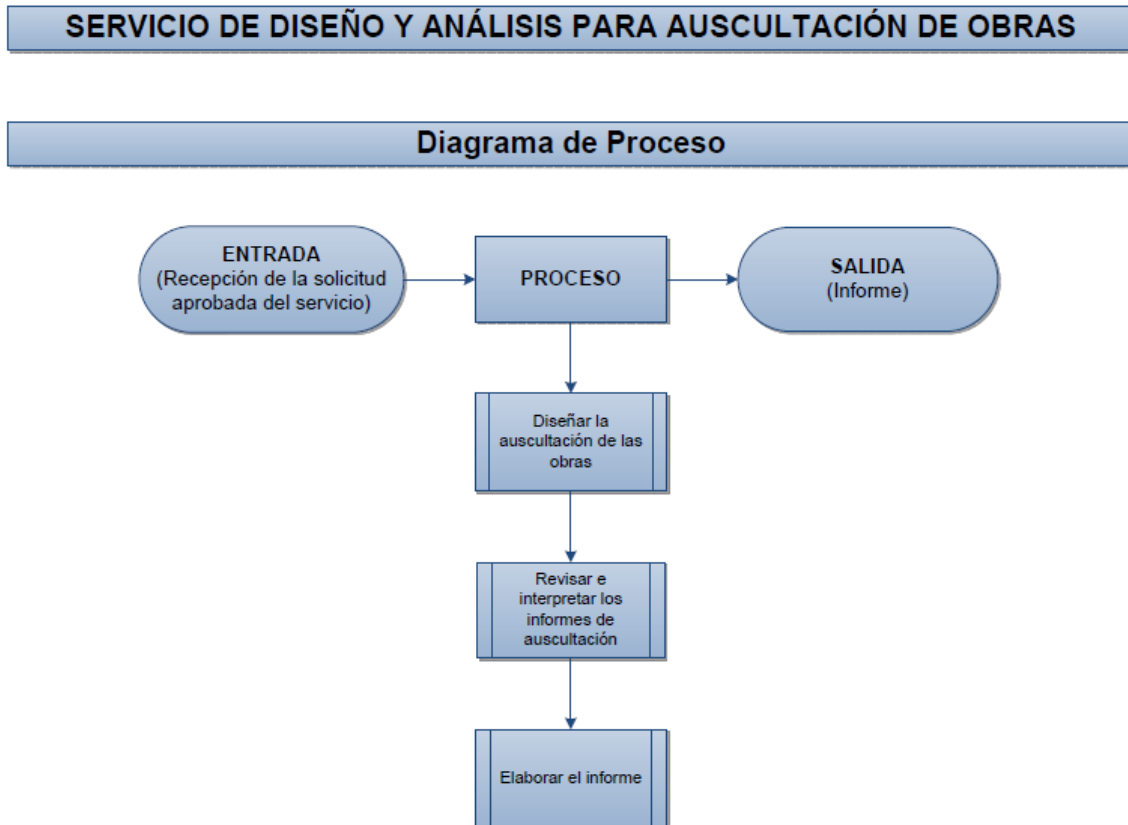 SERVICIO DE DISEÑO Y ANÁLISIS PARA AUSCULTACIÓN DE OBRAS
Diagrama de Proceso
ENTRADA
(Recepción de la solicitud
aprobada del servicio)
PROCESO
SALIDA
(Informe)
Diseñar la
auscultación de las
obras
Revisar e
interpretar los
informes de
auscultación
Elaborar el informe